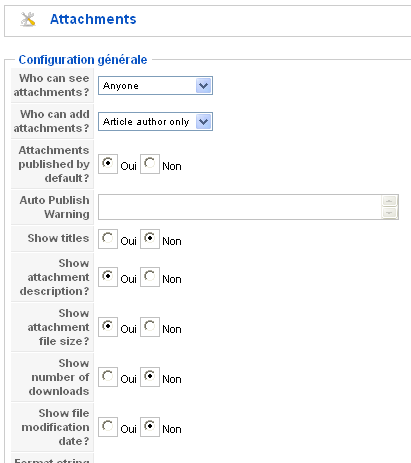 Attachments
Configuration générale
Who can see
attachments?
Anyone
Who can add
attachments?
Article author only
Attachments
published by
default?
Oui Non
Auto Publish
Warning
Show titles
Oui Non
Show
attachment
description?
Oui Non
Show
attachment
file size?
Oui Non
Show
number of
downloads
Oui Non
Show file
modification
date?
Oui Non
Format string